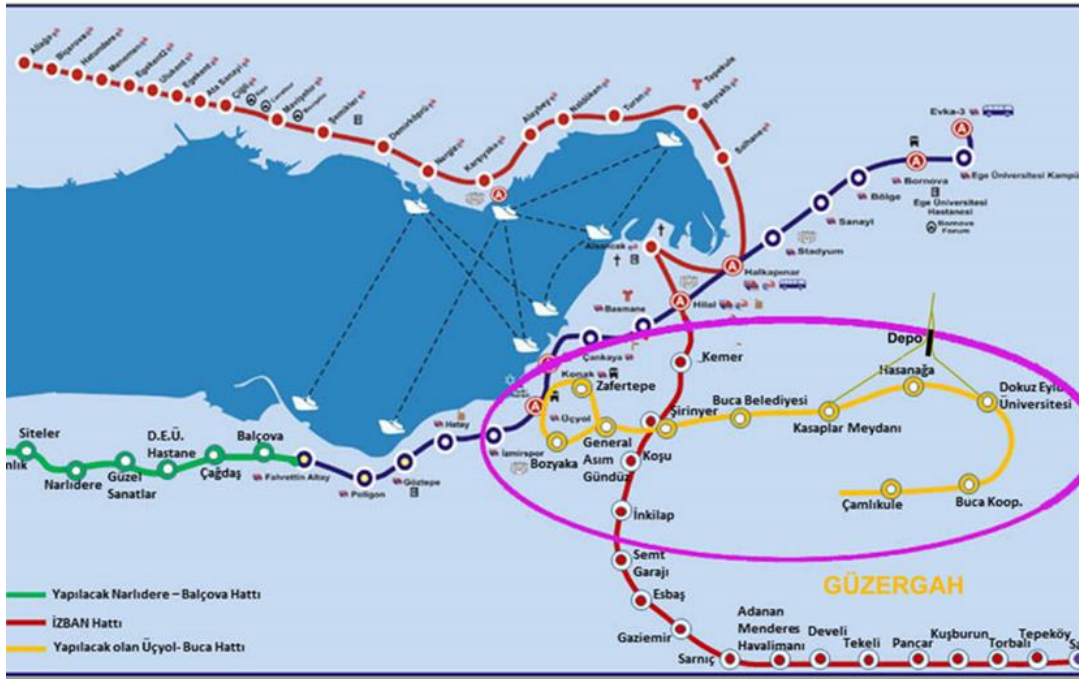 Aliağa
Biçerova
Hatundere
Menemen
Egekent2
Ulukent
Egekent
Ata Sanayi
Çiğli
Mavişehir
Şemikler
Demirköprü
Nergiz
Karşıyaka
Alaybey
Naldöken
Turan
Tepekule
Bayraklı
Salhane
Evka-3
A
Ege Üniversitesi Kampüs
A
Bornova
Ege Üniversitesi
Hastanesi
Bornova
Forum
Bölge
Sanayi
Stadyum
A
Halkapınar
Alsancak
A
Hilal
Basmane
Çankaya
Konak
A
Üçyol
İzmirspor
Hatay
Göztepe
Poligon
Fahrettin Altay
Balçova
Çağdaş
D.E.Ü.
Hastane
Güzel
Sanatlar
Narlıdere
Siteler
nlık
Kemer
Zafertepe
Bozyaka
General
Asım
Gündüz
Şirinyer
Koşu
Buca Belediyesi
Kasaplar Meydanı
Hasanağa
Depo
Dokuz Eylül
Üniversitesi
Buca Koop.
Çamlıkule
İnkilap
Semt
Garajı
Esbaş
Gaziemir
Sarnıç
Adanan
Menderes
Havalimanı
Develi
Tekeli
Pancar
Kuşburun
Torbalı
Tepeköy
Sa
GÜZERGAH
Yapılacak Narlıdere – Balçova Hattı
İZBAN Hattı
Yapılacak olan Üçyol- Buca Hattı